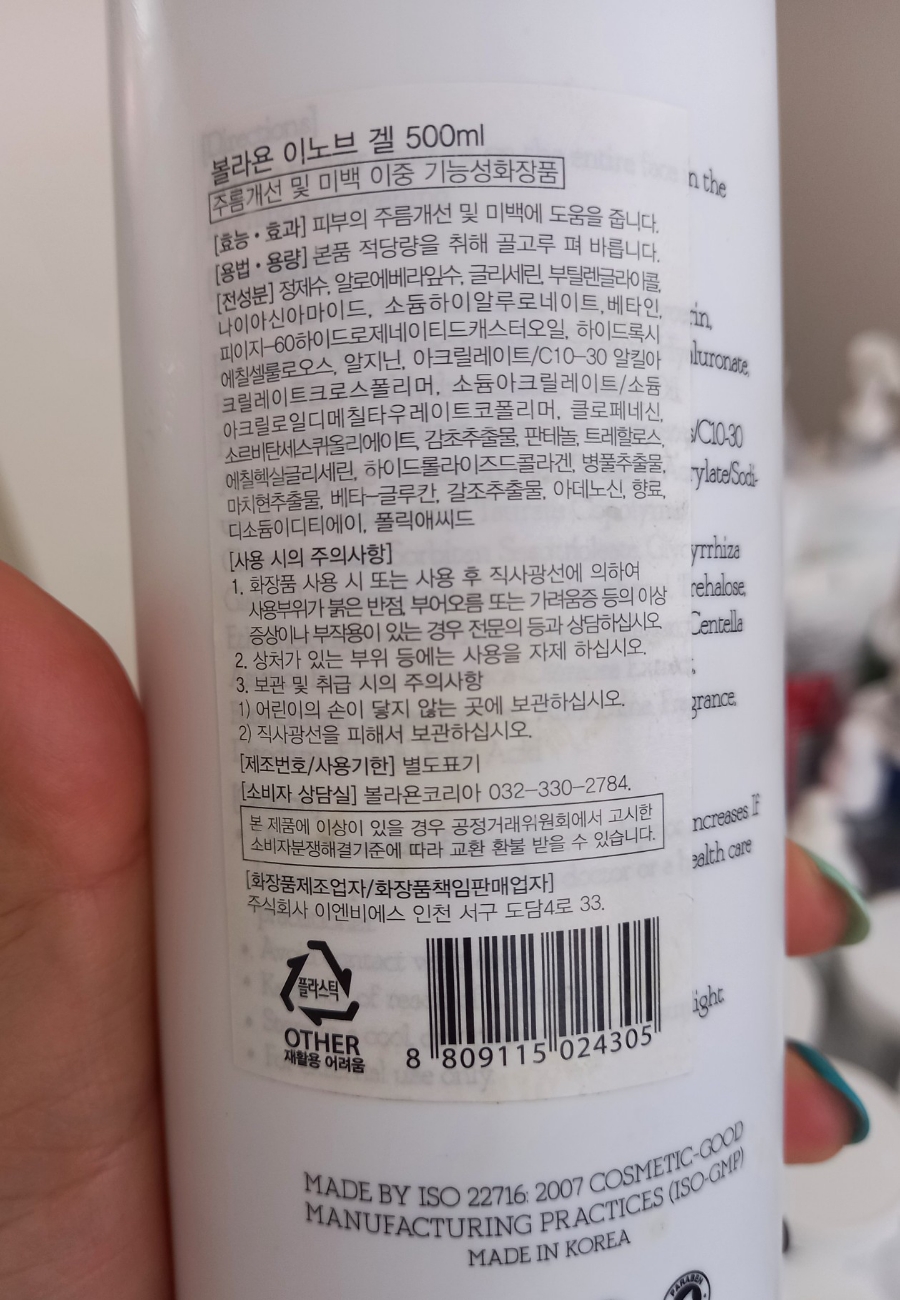 볼라욘 이노브 겔 500ml
주름개선 및 미백 이중 기능성화장품
[효능·효과] 피부의 주름개선 및 미백에 도움을 줍니다.
[용법·용량] 본품 적당량을 취해 골고루 펴 바릅니다.
[전성분] 정제수, 알로에베라잎수, 글리세린, 부틸렌글라이콜,
나이아신아마이드, 소듐하이알루로네이트, 베타인,
피이지-60하이드로제네이티드캐스터오일, 하이드록시
에칠셀룰로오스, 알지닌, 아크릴레이트/C10-30 알킬아
크릴레이트크로스폴리머, 소듐아크릴레이트/소듐
아크릴로일디메칠타우레이트코폴리머, 클로페네신,
소르비탄세스퀴올리에이트, 감초추출물, 판테놀, 트레할로스,
에칠헥실글리세린, 하이드롤라이즈드콜라겐, 병풀추출물,
마치현추출물, 베타-글루칸, 갈조추출물, 아데노신, 향료,
디소듐이디티에이, 폴릭애씨드
[사용 시의 주의사항]
1. 화장품 사용 시 또는 사용 후 직사광선에 의하여
사용부위가 붉은 반점, 부어오름 또는 가려움증 등의 이상
증상이나 부작용이 있는 경우 전문의 등과 상담하십시오
2. 상처가 있는 부위 등에는 사용을 자제 하십시오.
3. 보관 및 취급 시의 주의사항
1) 어린이의 손이 닿지 않는 곳에 보관하십시오.
2) 직사광선을 피해서 보관하십시오.
[제조번호/사용기한] 별도표기
[소비자 상담실] 볼라욘코리아 032-330-2784.
본 제품에 이상이 있을 경우 공정거래위원회에서 고시한
소비자분쟁해결기준에 따라 교환 환불 받을 수 있습니다.
[화장품제조업자/화장품책임판매업자]
주식회사 이엔비에스 인천 서구 도담4로 33.
플라스틱
OTHER
재활용 어려움
8 809115 024305
n the
rin,
luronate,
/C10-30
rylate/Sodi-
yrrhiza
rehalose,
Centella
grance,
increases If
ealth care
light
MADE BY ISO 22716: 2007 COSMETIC-GOOD
MANUFACTURING PRACTICES (ISO-GMP)
MADE IN KOREA
PARABEN